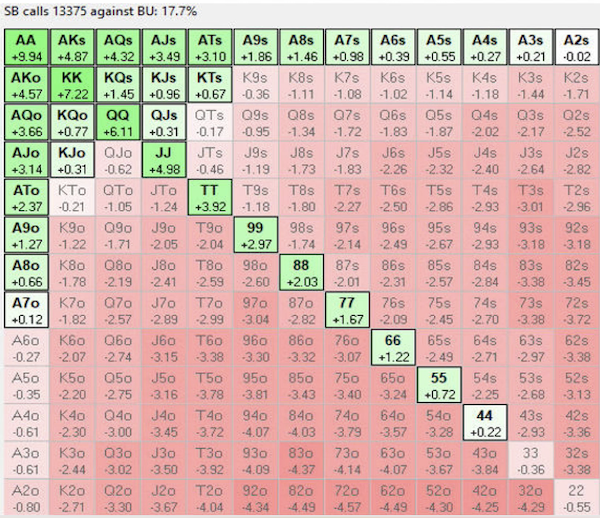 SB calls 13375 against BU: 17.7%
AA AKs AQs AJs ATs A9s A8s A7s A6s A5s A4s A3s A2s
+9.94 +4.87 +4.32 +3.49 +3.10 +1.86 +1.46 +0.98 +0.39 +0.55 +0.27 +0.21 -0.02
AKo KK KQs KJs KTs K9s K8s K7s K6s K5s K4s K3s K2s
+4.57 +7.22 +1.45 +0.96 +0.67 -0.36 -1.11 -1.08 -1.02 -1.14 -1.18 -1.44 -1.71
AQo KQo QQ QJs QTs Q9s Q8s Q7s Q6s Q5s Q4s Q3s Q2s
+3.66 +0.77 +6.11 +0.31 -0.17 -0.95 -1.34 -1.72 -1.83 -1.87 -2.02 -2.17 -2.52
AJo KJo QJo JJ JTs J9s J8s J7s J6s J5s J4s J3s J2s
+3.14 +0.31 -0.62 +4.98 -0.46 -1.19 -1.73 -1.83 -2.26 -2.32 -2.40 -2.64 -2.82
ATo KTo QTo JTo TT T9s T8s T7s T6s T5s T4s T3s T2s
+2.37 -0.21 -1.05 -1.24 +3.92 -1.18 -1.80 -2.27 -2.50 -2.86 -2.93 -3.01 -2.96
A9o K9o Q9o J9o T9o 99 98s 97s 96s 95s 94s 93s 92s
+1.27 -1.22 -1.71 -2.05 -2.04 +2.97 -1.74 -2.14 -2.49 -2.67 -2.93 -3.18 -3.18
A8o K8o Q8o J8o T8o 98o 88 87s 86s 85s 84s 83s 82s
+0.66 -1.78 -2.19 -2.41 -2.59 -2.60 +2.03 -2.01 -2.31 -2.57 -2.84 -3.38 -3.45
A7o K7o Q7o J7o T7o 97o 87o 77 76s 75s 74s 73s 72s
+0.12 -1.82 -2.57 -2.89 -2.99 -3.04 -2.82 +1.67 -2.09 -2.45 -2.70 -3.38 -3.72
A6o K6o Q6o J6o T6o 96o 86o 76o 66 65s 64s 63s 62s
-0.27 -2.07 -2.74 -3.15 -3.38 -3.30 -3.32 -3.07 +1.22 -2.49 -2.71 -2.97 -3.38
A5o K5o Q5o J5o T5o 95o 85o 75o 65o 55 54s 53s 52s
-0.35 -2.20 -2.75 -3.16 -3.78 -3.81 -3.43 -3.40 -3.24 +0.72 -2.25 -2.68 -3.13
A4o K4o Q4o J4o T4o 94o 84o 74o 64o 54o 44 43s 42s
-0.61 -2.30 -3.00 -3.45 -3.72 -4.07 -4.03 -3.79 -3.57 -3.28 +0.22 -2.93 -3.36
A3o K3o Q3o J3o T3o 93o 83o 73o 63o 53o 43o 33 32s
-0.61 -2.44 -3.02 -3.50 -3.92 -4.09 -4.37 -4.14 -4.07 -3.67 -3.84 -0.36 -3.38
A2o K2o Q2o J2o T2o 92o 82o 72o 62o 52o 42o 32o 22
-0.80 -2.71 -3.30 -3.67 -4.04 -4.34 -4.49 -4.57 -4.49 -4.30 -4.25 -4.29 -0.55